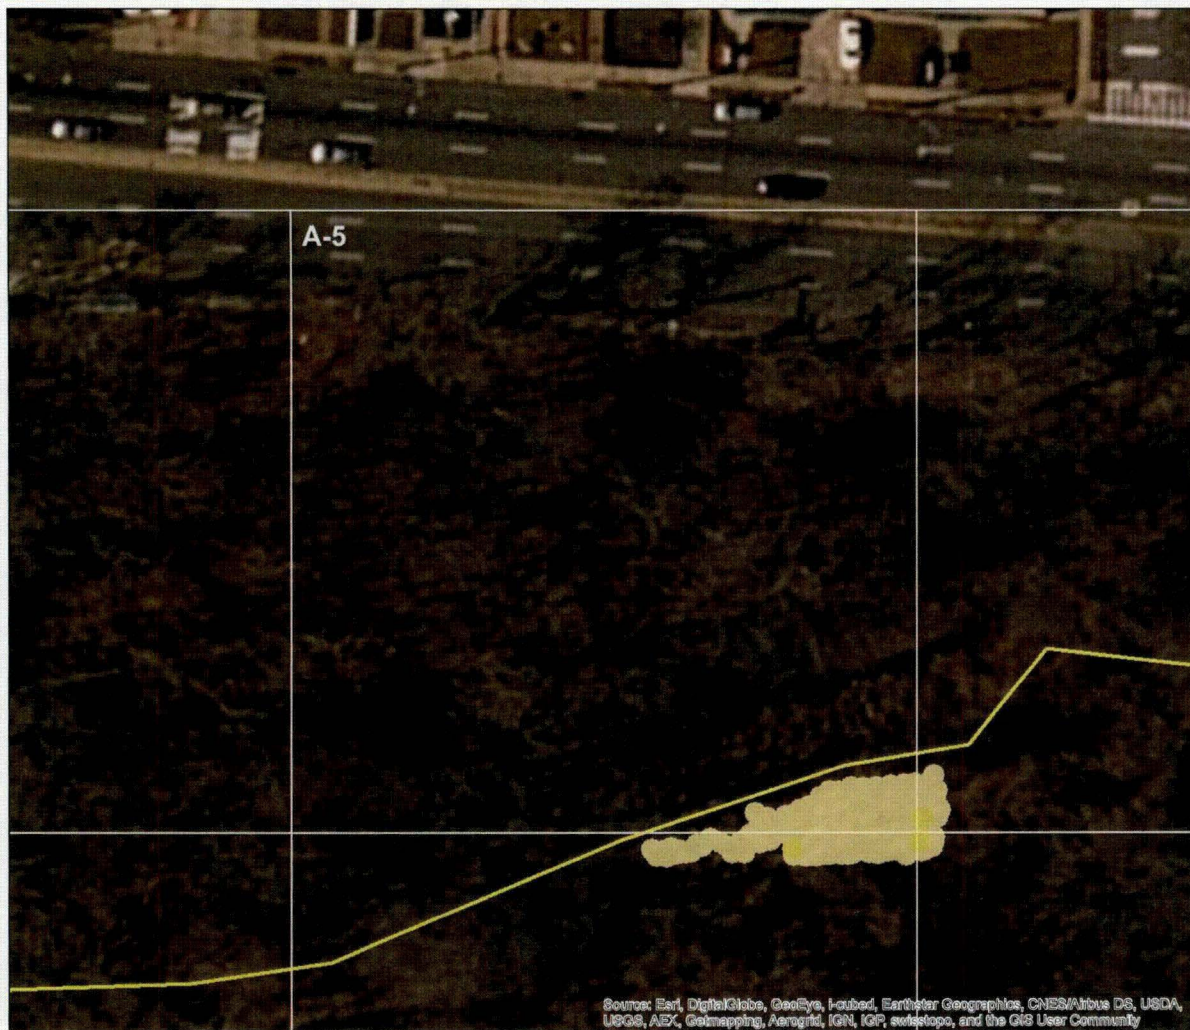 A-5
Source: Esri, DigitalGlobe, GeoEye, i-cubed, Earthstar Geographics, CNES/Airbus DS, USDA,
USGS, AEX, Getmapping, Aerogrid, IGN, IGP, swisstopo, and the GIS User Community